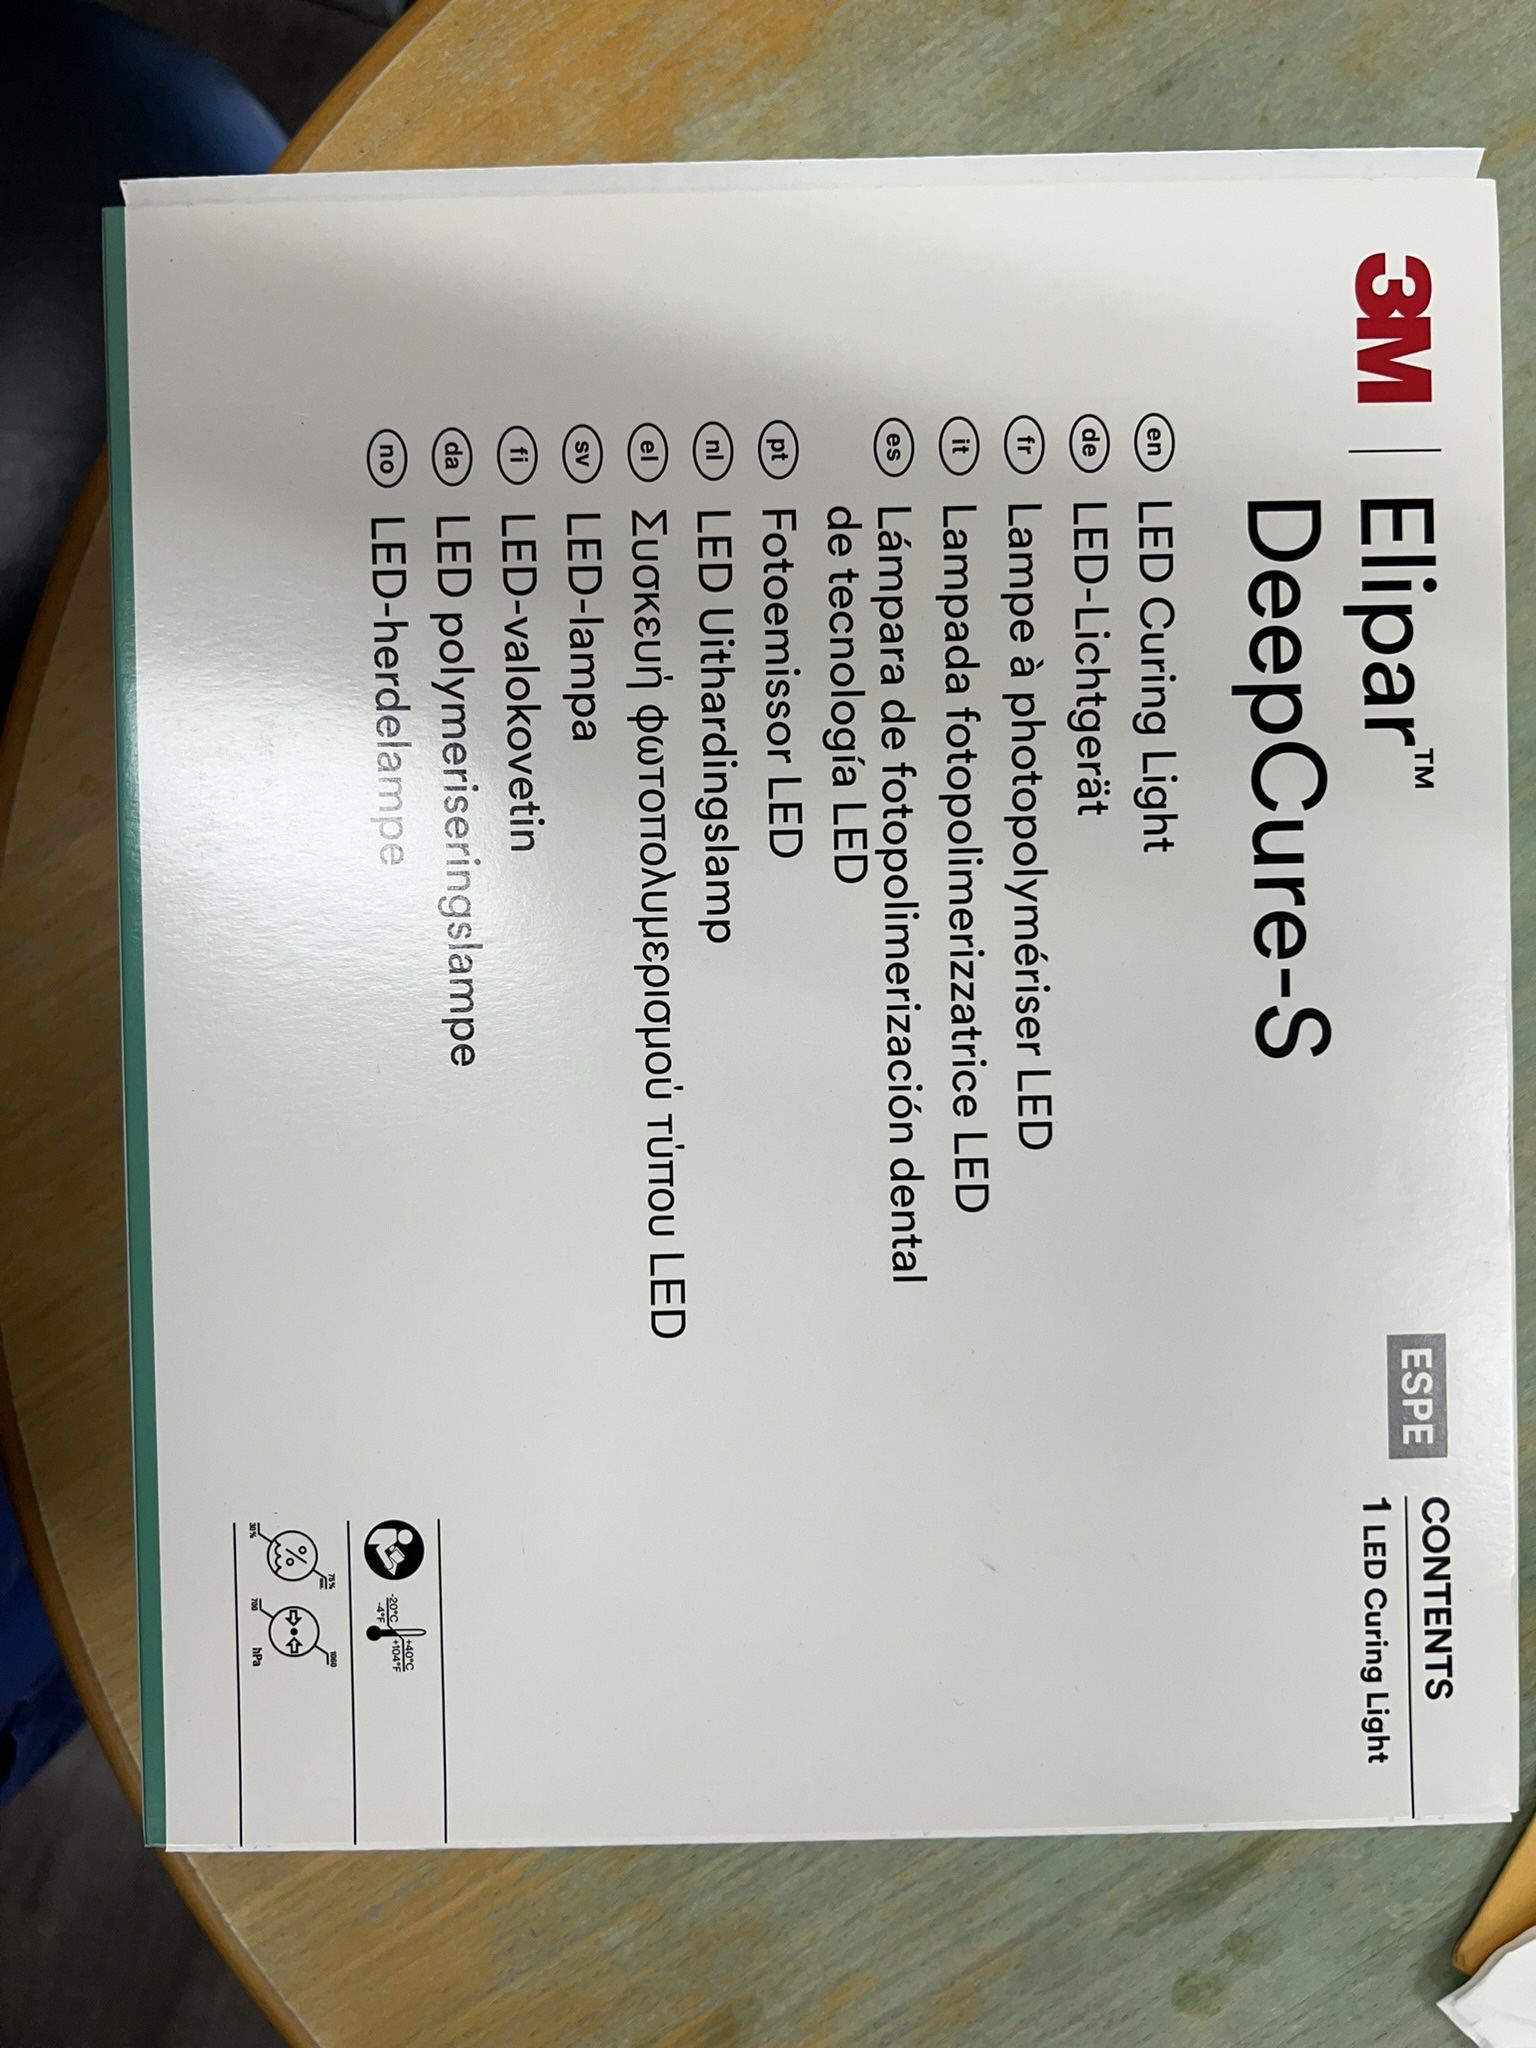 3M
Elipar™
DeepCure-S
ESPE
CONTENTS
1 LED Curing Light
en LED Curing Light
de LED-Lichtgerät
fr Lampe à photopolymériser LED
it Lampada fotopolimerizzatrice LED
es Lámpara de fotopolimerización dental
de tecnología LED
pt Fotoemissor LED
nl LED Uithardingslamp
el Συσκευή φωτοπολυμερισμού τύπου LED
sv LED-lampa
fi LED-valokovetin
da LED polymeriseringslampe
no LED-herdelampe
-20°C
-4°F
+40°C
+104°F
30%
%
75%
700
1060
hPa